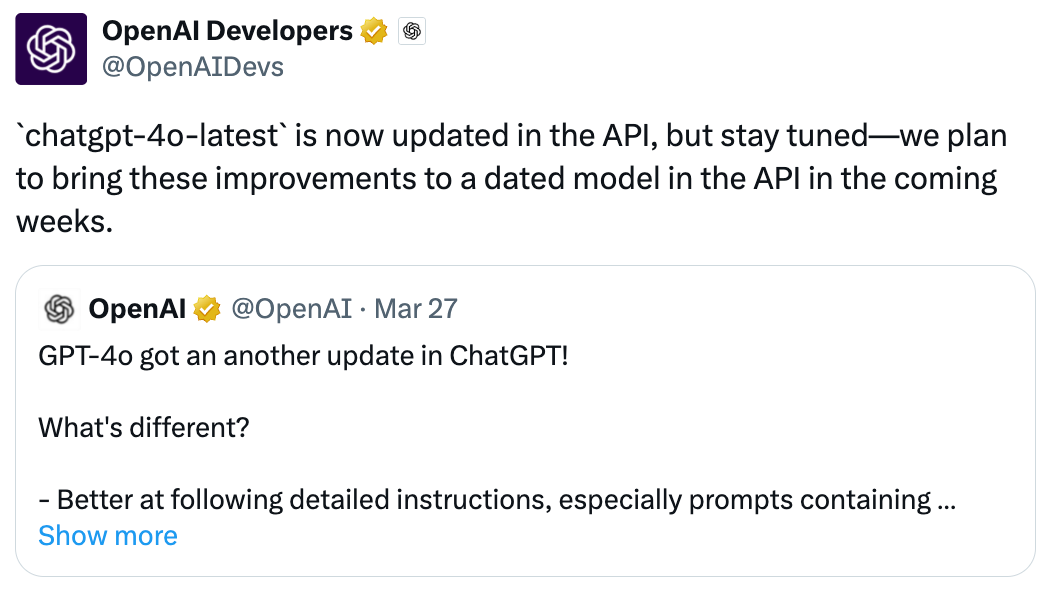 OpenAI Developers
@OpenAIDevs
`chatgpt-4o-latest` is now updated in the API, but stay tuned—we plan
to bring these improvements to a dated model in the API in the coming
weeks.
OpenAI @OpenAI · Mar 27
GPT-4o got an another update in ChatGPT!
What's different?
- Better at following detailed instructions, especially prompts containing ...
Show more